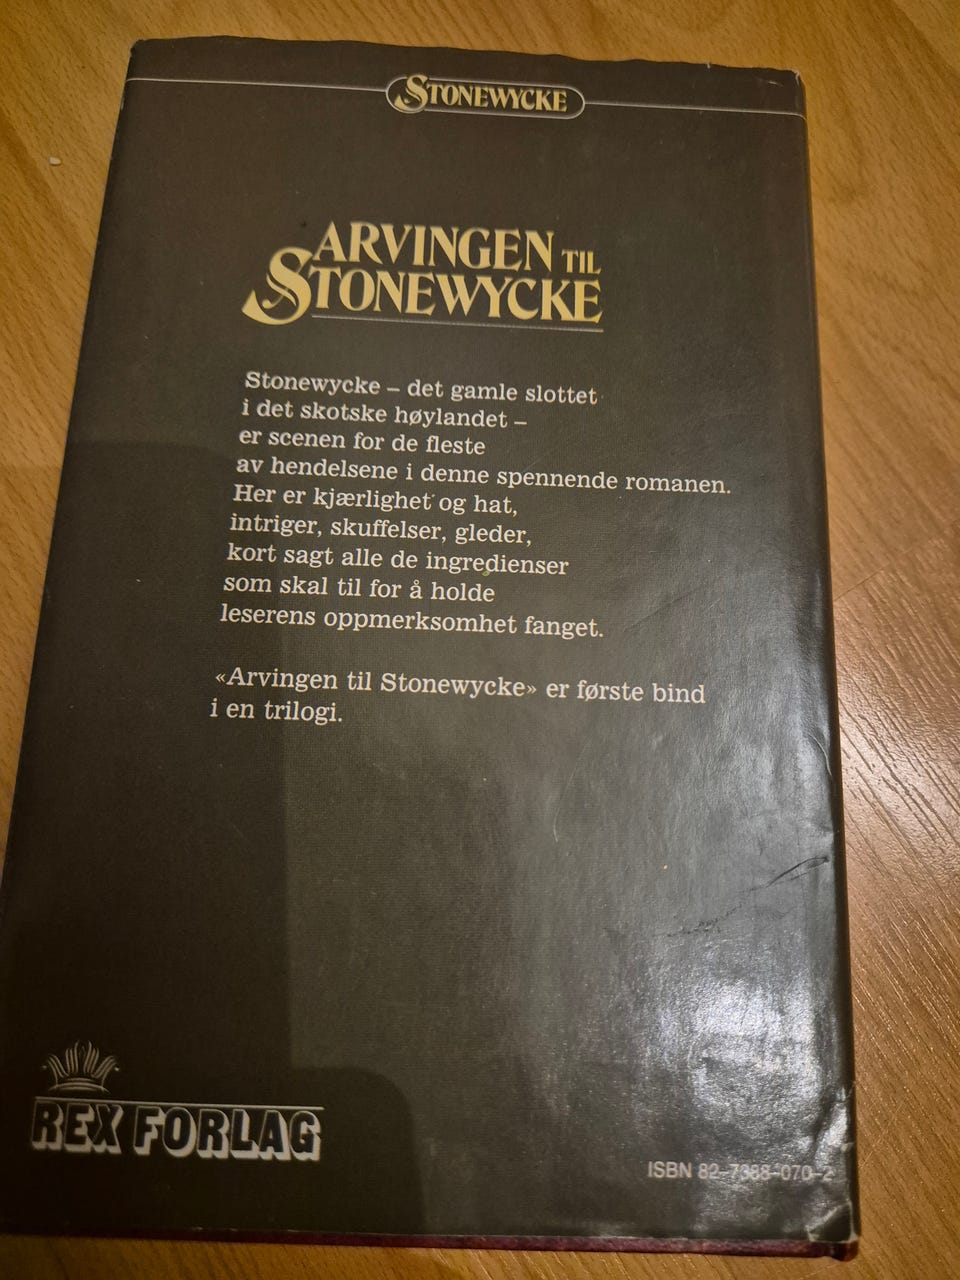 STONEWYCKE
ARVINGEN TIL
STONEWYCKE
Stonewycke – det gamle slottet
i det skotske høylandet –
er scenen for de fleste
av hendelsene i denne spennende romanen.
Her er kjærlighet og hat,
intriger, skuffelser, gleder,
kort sagt alle de ingredienser
som skal til for å holde
leserens oppmerksomhet fanget.
«Arvingen til Stonewycke» er første bind
i en trilogi.
REX FORLAG
ISBN 82-7388-070-2